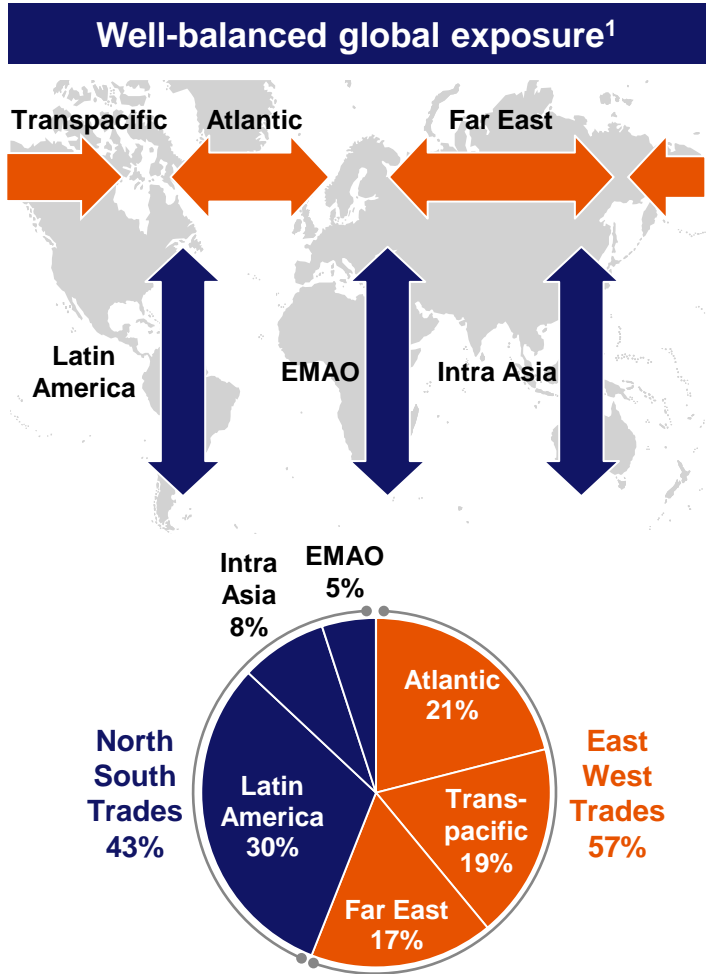 Well-balanced global exposure¹
Transpacific
Atlantic
Far East
Latin
America
EMAO
Intra Asia
Intra
Asia
8%
EMAO
5%
Atlantic
21%
North
South
Trades
43%
Latin
America
30%
Trans-
pacific
19%
East
West
Trades
57%
Far East
17%